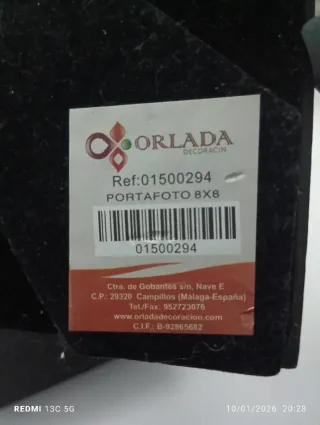 ORLADA
DECORACIN
Ref:01500294
PORTAFOTO 8X8
01500294
Ctra. de Gobantes s/n, Nave E
C.P.: 29320 Campillos (Málaga-España)
Tel./Fax: 952723076
www.orladadecoracion.com
C.I.F.: B-92865682
REDMI 13C 5G
10/01/2026 20:28